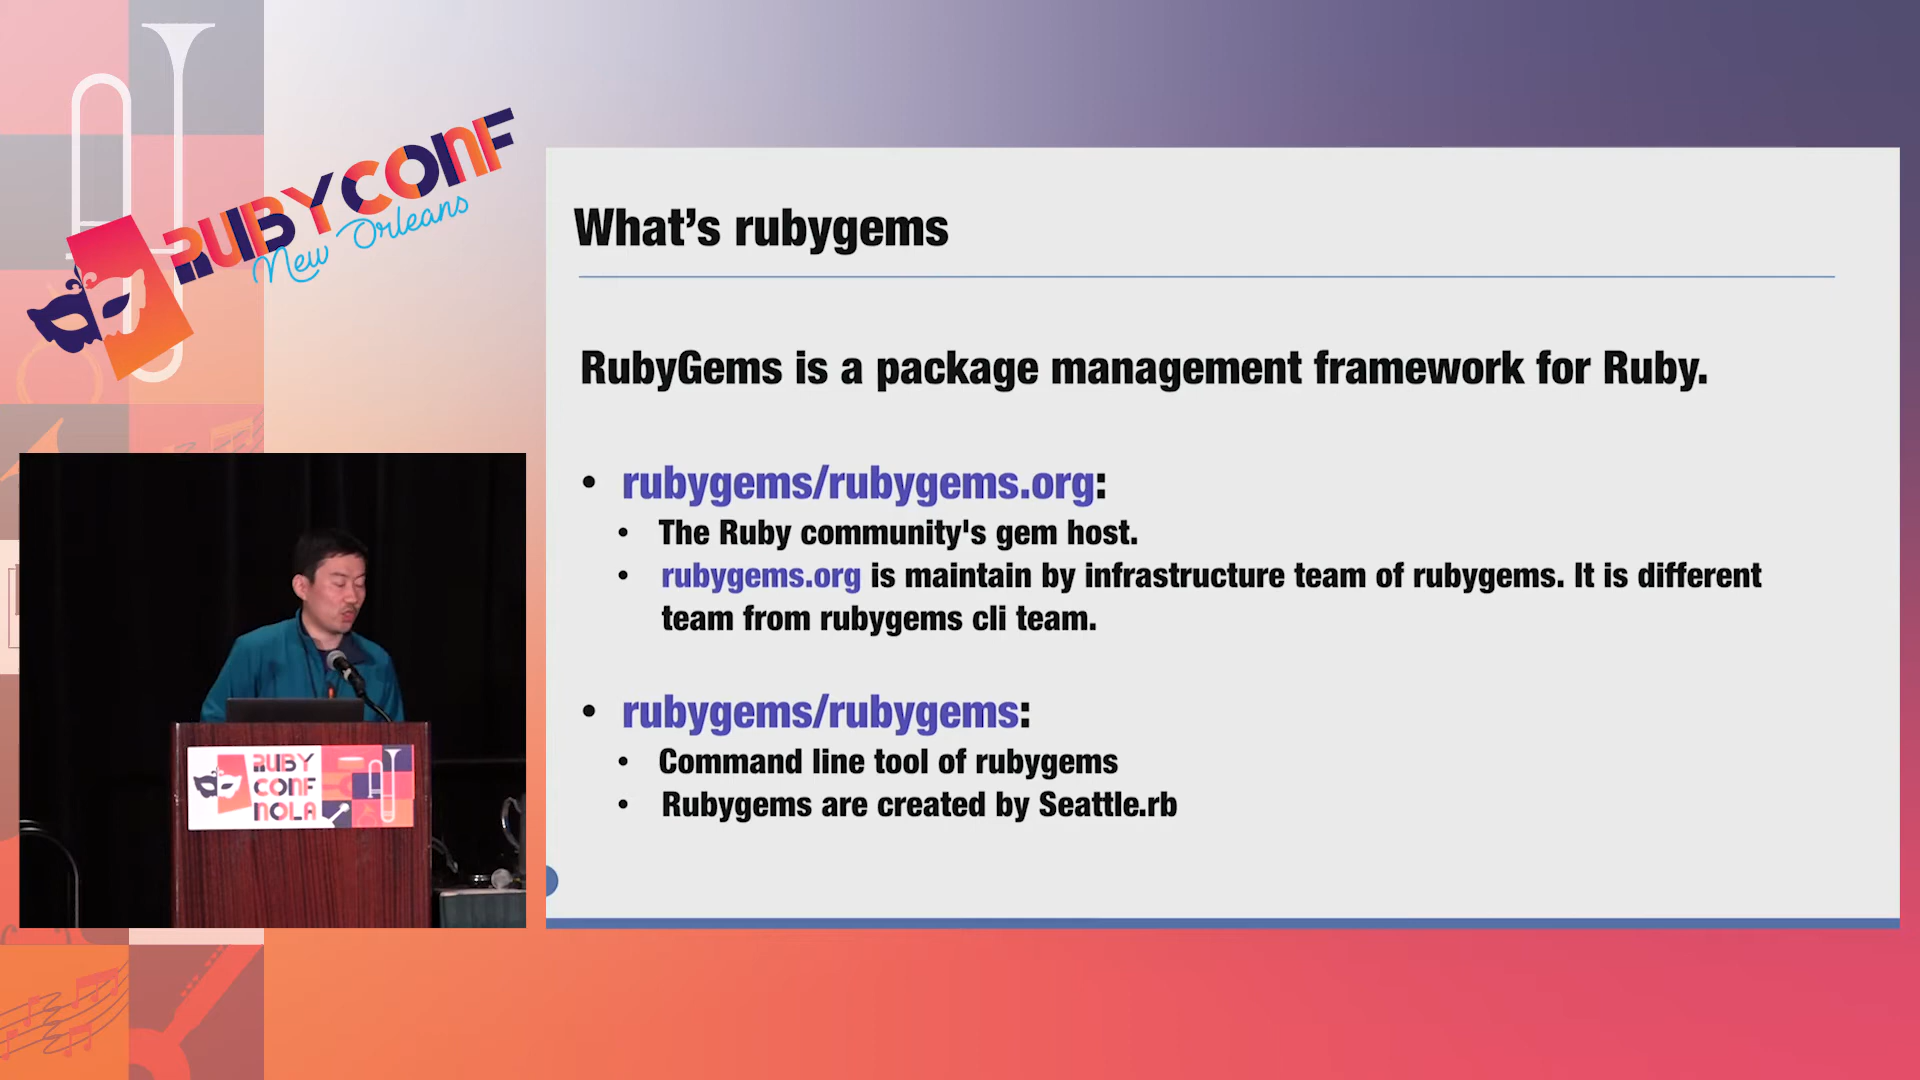 RUBYCONF
New Orleans
What's rubygems
RubyGems is a package management framework for Ruby.
• rubygems/rubygems.org:
• The Ruby community's gem host.
• rubygems.org is maintain by infrastructure team of rubygems. It is different
team from rubygems cli team.
• rubygems/rubygems:
• Command line tool of rubygems
• Rubygems are created by Seattle.rb
RUBY
CONF
NOLA